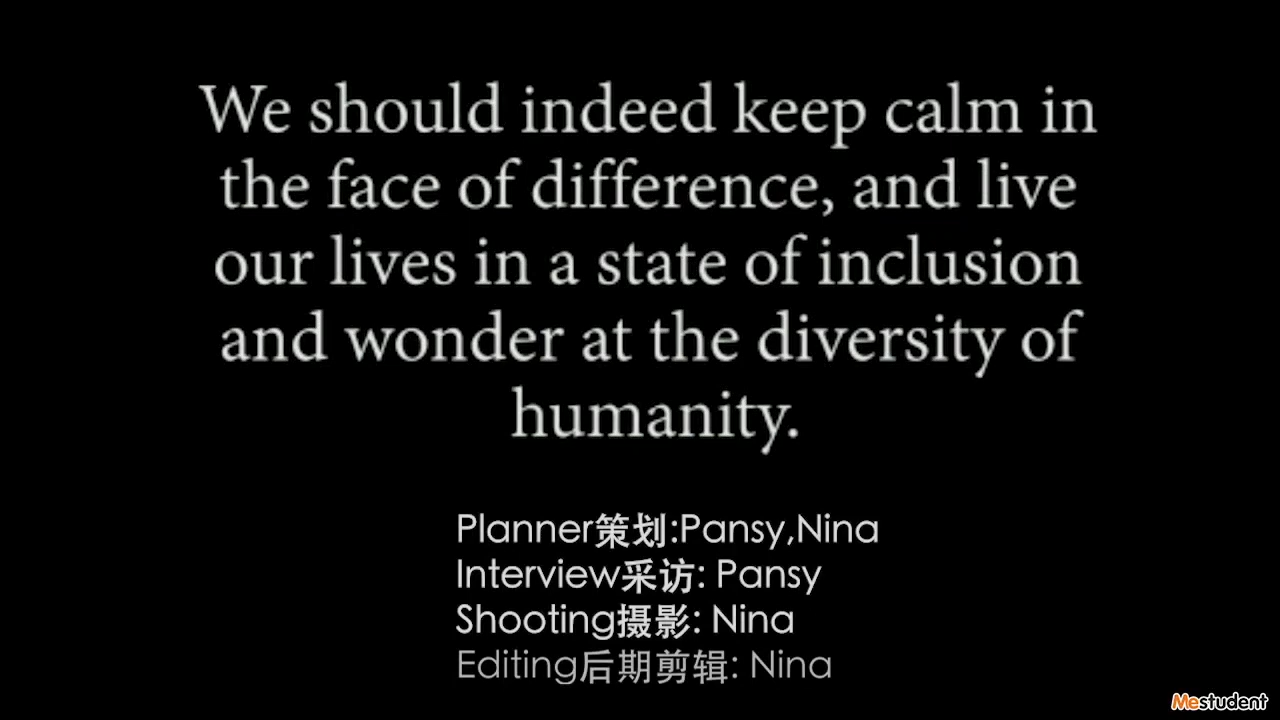 We should indeed keep calm in
the face of difference, and live
our lives in a state of inclusion
and wonder at the diversity of
humanity.
Planner策划:Pansy,Nina
Interview采访: Pansy
Shooting摄影: Nina
Editing后期剪辑: Nina
Mestudent